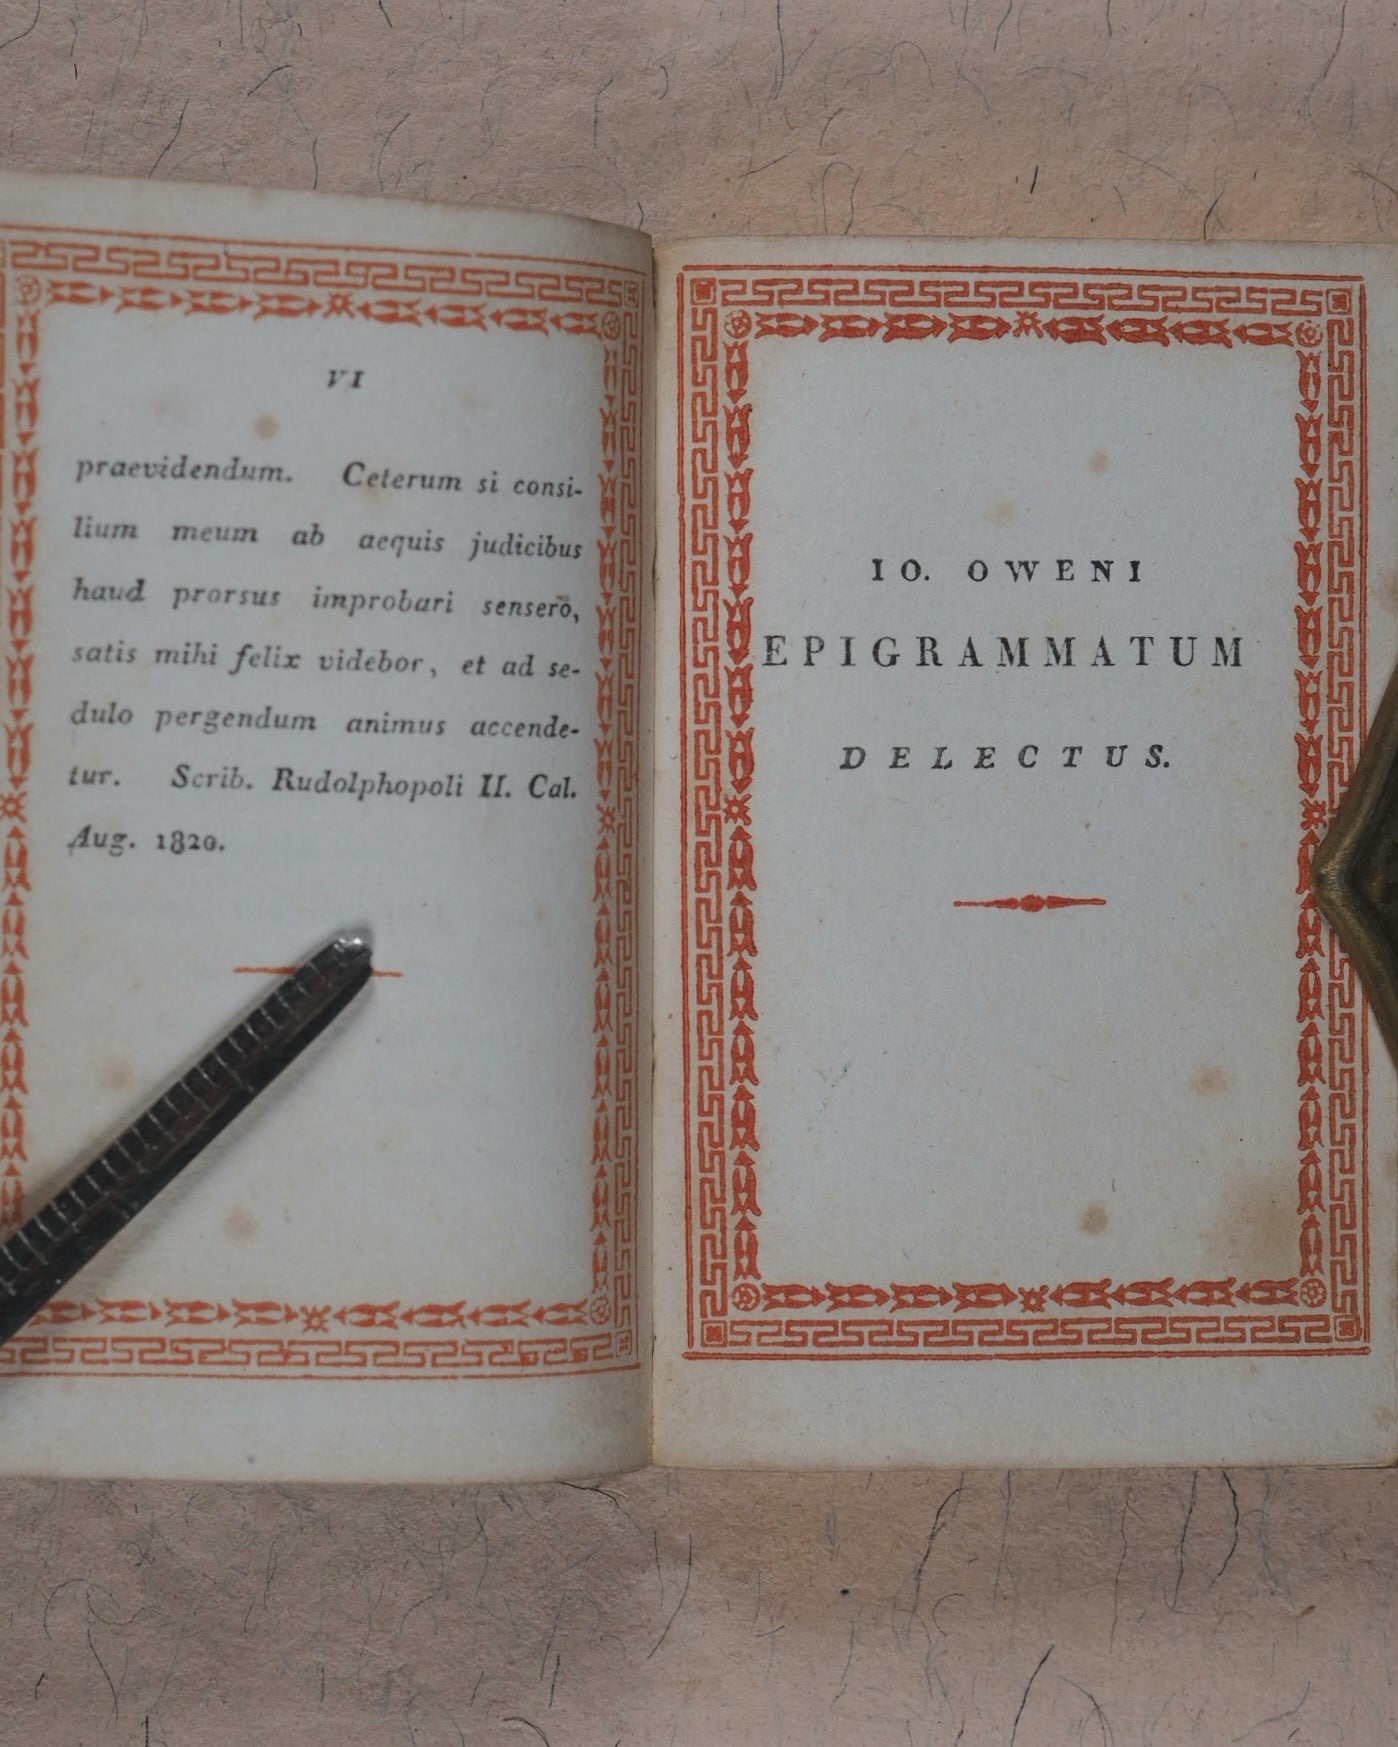 VI
praevidendum. Ceterum si consi-
lium meum ab aequis judicibus
haud prorsus improbari sensero,
satis mihi felix videbor, et ad se-
dulo pergendum animus accende-
tur. Scrib. Rudolphopoli II. Cal.
Aug. 1820.
IO. OWENI
EPIGRAMMATUM
DELECTUS.